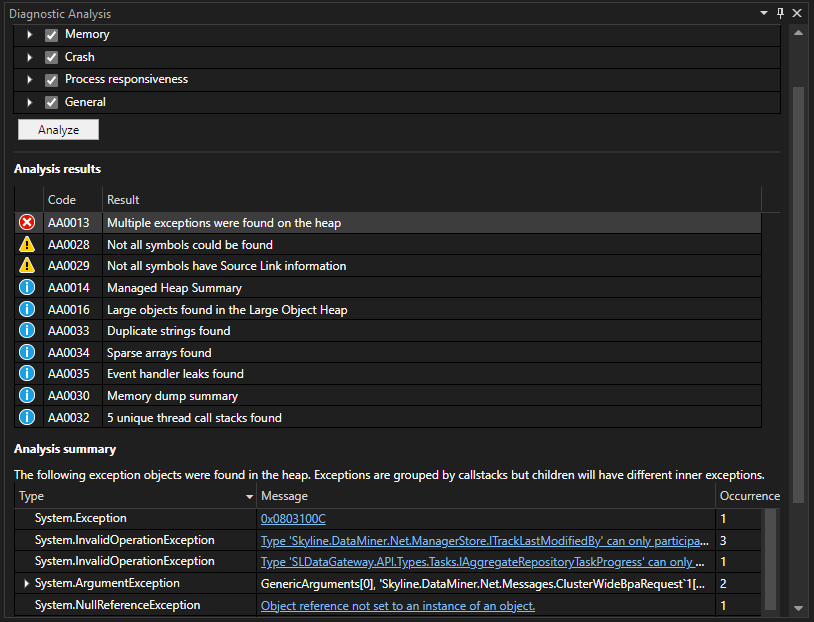 Diagnostic Analysis
Memory
Crash
Process responsiveness
General
Analyze
Analysis results
Code Result
AA0013 Multiple exceptions were found on the heap
AA0028 Not all symbols could be found
AA0029 Not all symbols have Source Link information
AA0014 Managed Heap Summary
AA0016 Large objects found in the Large Object Heap
AA0033 Duplicate strings found
AA0034 Sparse arrays found
AA0035 Event handler leaks found
AA0030 Memory dump summary
AA0032 5 unique thread call stacks found
Analysis summary
The following exception objects were found in the heap. Exceptions are grouped by callstacks but children will have different inner exceptions.
Type Message Occurrence
System.Exception 0x0803100C 1
System.InvalidOperationException Type 'Skyline.DataMiner.Net.ManagerStore.ITrackLastModifiedBy' can only participa... 3
System.InvalidOperationException Type 'SLDataGateway.API.Types.Tasks.IAggregateRepositoryTaskProgress' can only ... 1
System.ArgumentException GenericArguments[0], 'Skyline.DataMiner.Net.Messages.ClusterWideBpaRequest`1[... 2
System.NullReferenceException Object reference not set to an instance of an object. 1